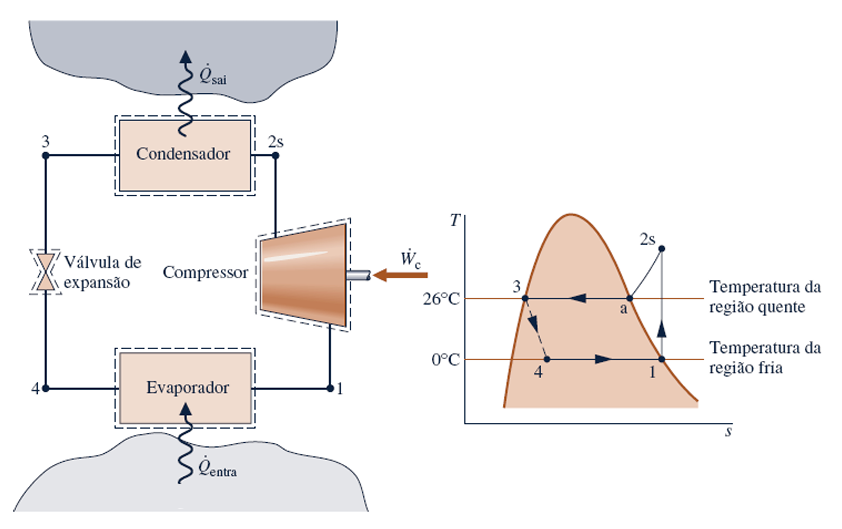 Q̇sai
3
Condensador
2s
Válvula de
expansão
Compressor
Ẇc
4
Evaporador
1
Q̇entra
T
2s
3
26°C
a
Temperatura da
região quente
0°C
4
1
Temperatura da
região fria
s